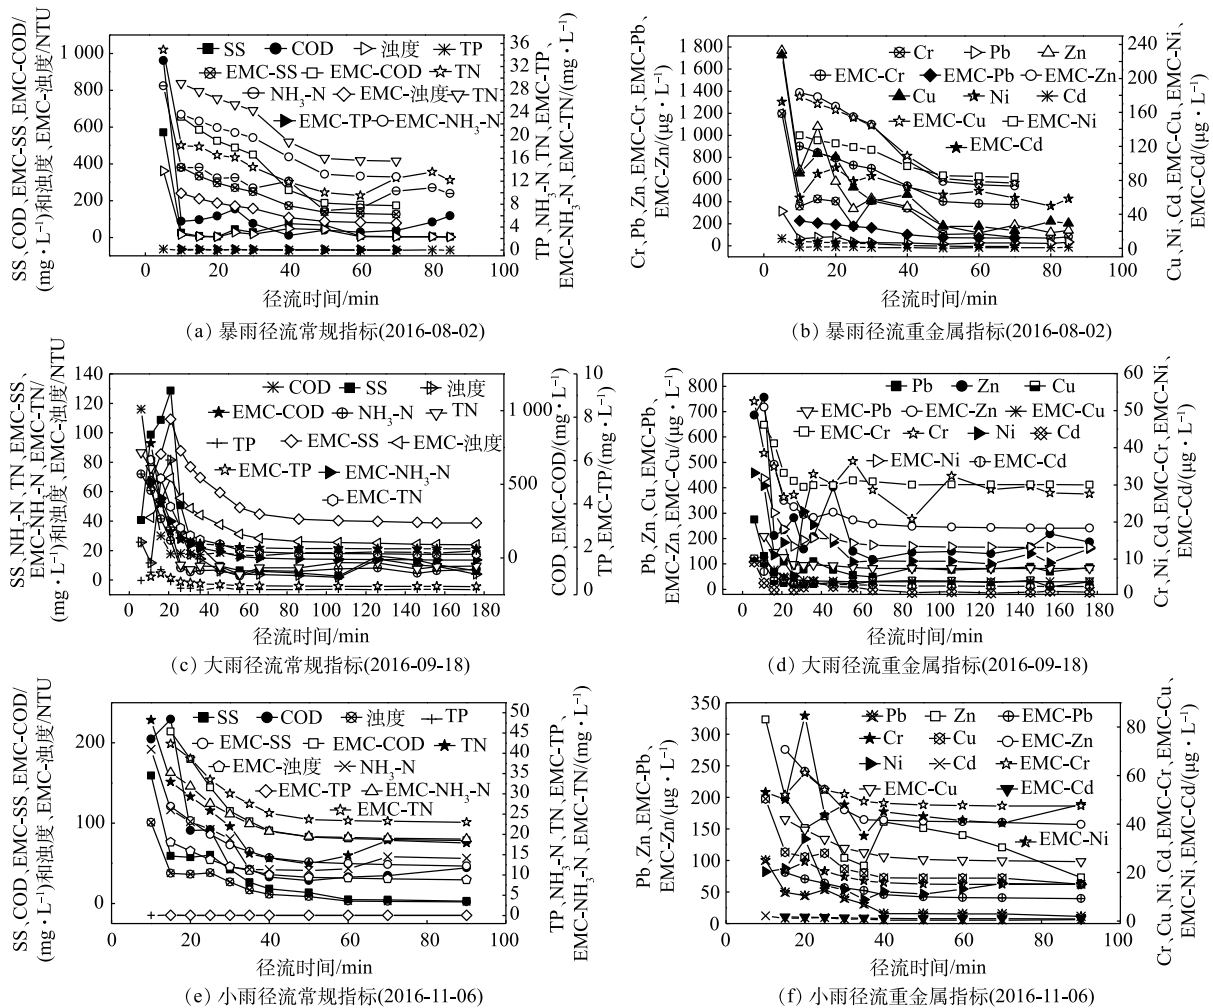 SS、COD、EMC-SS、EMC-COD/
(mg·L⁻¹)和浊度、EMC-浊度/NTU
1 000
800
600
400
200
0
SS COD 浊度 TP
EMC-SS EMC-COD TN
NH₃-N EMC-浊度 TN
EMC-TP EMC-NH₃-N
36
32
28
24
20
16
12
8
4
0
TP、NH₃-N、TN、EMC-TP、
EMC-NH₃-N、EMC-TN/(mg·L⁻¹)
0 20 40 60 80 100
径流时间/min
(a) 暴雨径流常规指标(2016-08-02)
Cr、Pb、Zn、EMC-Cr、EMC-Pb、
EMC-Zn/(μg·L⁻¹)
1 800
1 600
1 400
1 200
1 000
800
600
400
200
0
Cr Pb Zn
EMC-Cr EMC-Pb EMC-Zn
Cu Ni Cd
EMC-Cu EMC-Ni
EMC-Cd
240
200
160
120
80
40
0
Cu、Ni、Cd、EMC-Cu、EMC-Ni、
EMC-Cd/(μg·L⁻¹)
0 20 40 60 80 100
径流时间/min
(b) 暴雨径流重金属指标(2016-08-02)
SS、NH₃-N、TN、EMC-SS、
EMC-NH₃-N、EMC-TN/
(mg·L⁻¹)和浊度、EMC-浊度/NTU
140
120
100
80
60
40
20
0
COD SS 浊度
EMC-COD NH₃-N TN
TP EMC-SS EMC-浊度
EMC-TP EMC-NH₃-N
EMC-TN
1 000
500
0
10
8
6
4
2
0
COD、EMC-COD/(mg·L⁻¹)
TP、EMC-TP/(mg·L⁻¹)
0 20 40 60 80 100 120 140 160 180
径流时间/min
(c) 大雨径流常规指标(2016-09-18)
Pb、Zn、Cu、EMC-Pb、
EMC-Zn、EMC-Cu/(μg·L⁻¹)
800
700
600
500
400
300
200
100
0
Pb Zn Cu
EMC-Pb EMC-Zn EMC-Cu
EMC-Cr Cr Ni Cd
EMC-Ni EMC-Cd
60
50
40
30
20
10
0
Cr、Ni、Cd、EMC-Cr、EMC-Ni、
EMC-Cd/(μg·L⁻¹)
0 20 40 60 80 100 120 140 160 180
径流时间/min
(d) 大雨径流重金属指标(2016-09-18)
SS、COD、EMC-SS、EMC-COD/
(mg·L⁻¹)和浊度、EMC-浊度/NTU
200
100
0
SS COD 浊度 TP
EMC-SS EMC-COD TN
EMC-浊度 NH₃-N
EMC-TP EMC-NH₃-N
EMC-TN
50
45
40
35
30
25
20
15
10
5
0
TP、NH₃-N、TN、EMC-TP、
EMC-NH₃-N、EMC-TN/(mg·L⁻¹)
0 20 40 60 80 100
径流时间/min
(e) 小雨径流常规指标(2016-11-06)
Pb、Zn、EMC-Pb、
EMC-Zn/(μg·L⁻¹)
350
300
250
200
150
100
50
0
Pb Zn EMC-Pb
Cr Cu EMC-Zn
Ni Cd EMC-Cr
EMC-Cu EMC-Cd
EMC-Ni
80
60
40
20
0
Cr、Cu、Ni、Cd、EMC-Cr、EMC-Cu、
EMC-Ni、EMC-Cd/(μg·L⁻¹)
0 20 40 60 80 100
径流时间/min
(f) 小雨径流重金属指标(2016-11-06)